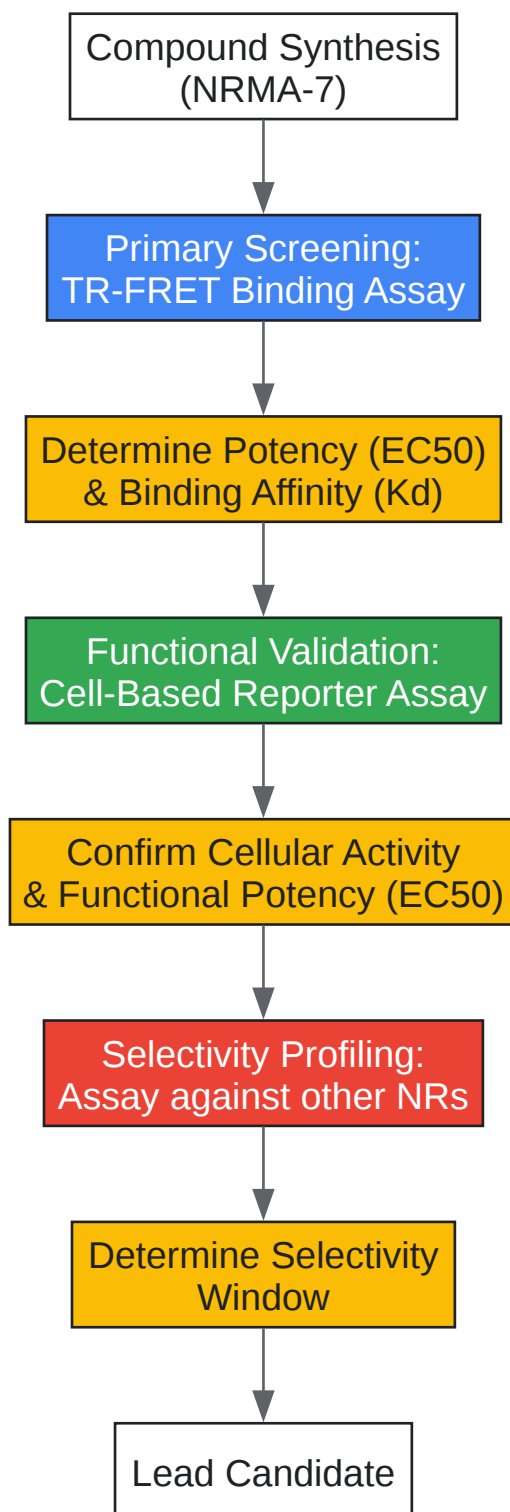 Compound Synthesis
(NRMA-7)
Primary Screening:
TR-FRET Binding Assay
Determine Potency (EC50)
& Binding Affinity (Kd)
Functional Validation:
Cell-Based Reporter Assay
Confirm Cellular Activity
& Functional Potency (EC50)
Selectivity Profiling:
Assay against other NRs
Determine Selectivity
Window
Lead Candidate